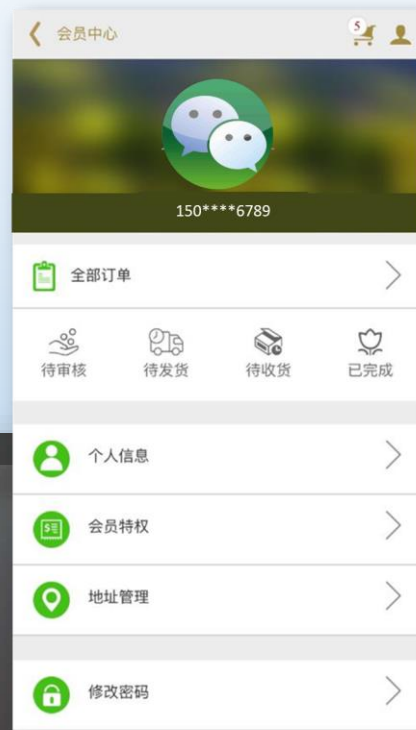 会员中心
5
150****6789
全部订单
待审核 待发货 待收货 已完成
个人信息
会员特权
地址管理
修改密码